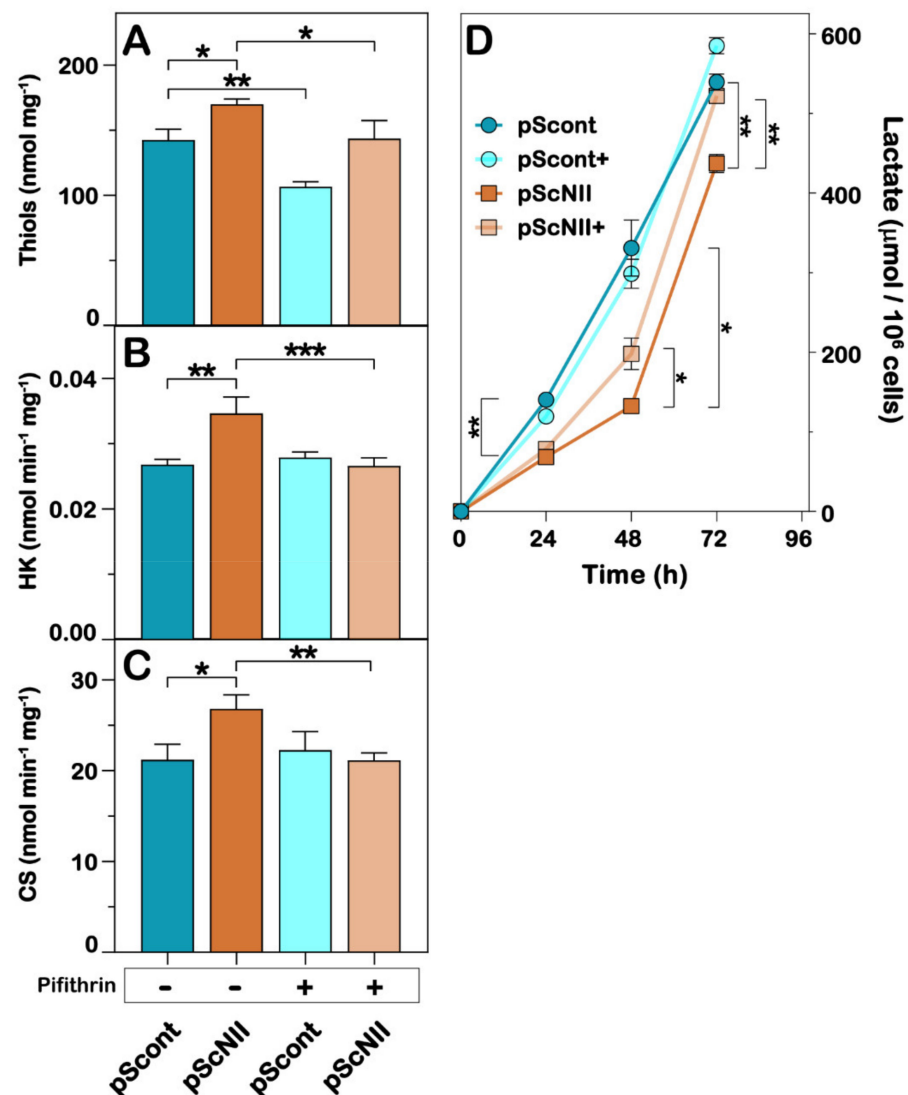 A
Thiols (nmol mg⁻¹)
200
100
0
*
**
*
B
HK (nmol min⁻¹ mg⁻¹)
0.04
0.02
0.00
**
***
C
CS (nmol min⁻¹ mg⁻¹)
30
20
10
0
*
**
Pifithrin - - + +
pScont pScNII pScont pScNII
D
pScont
pScont+
pScNII
pScNII+
**
*
*
**
**
600
400
200
0
Lactate (μmol / 10⁶ cells)
0 24 48 72 96
Time (h)